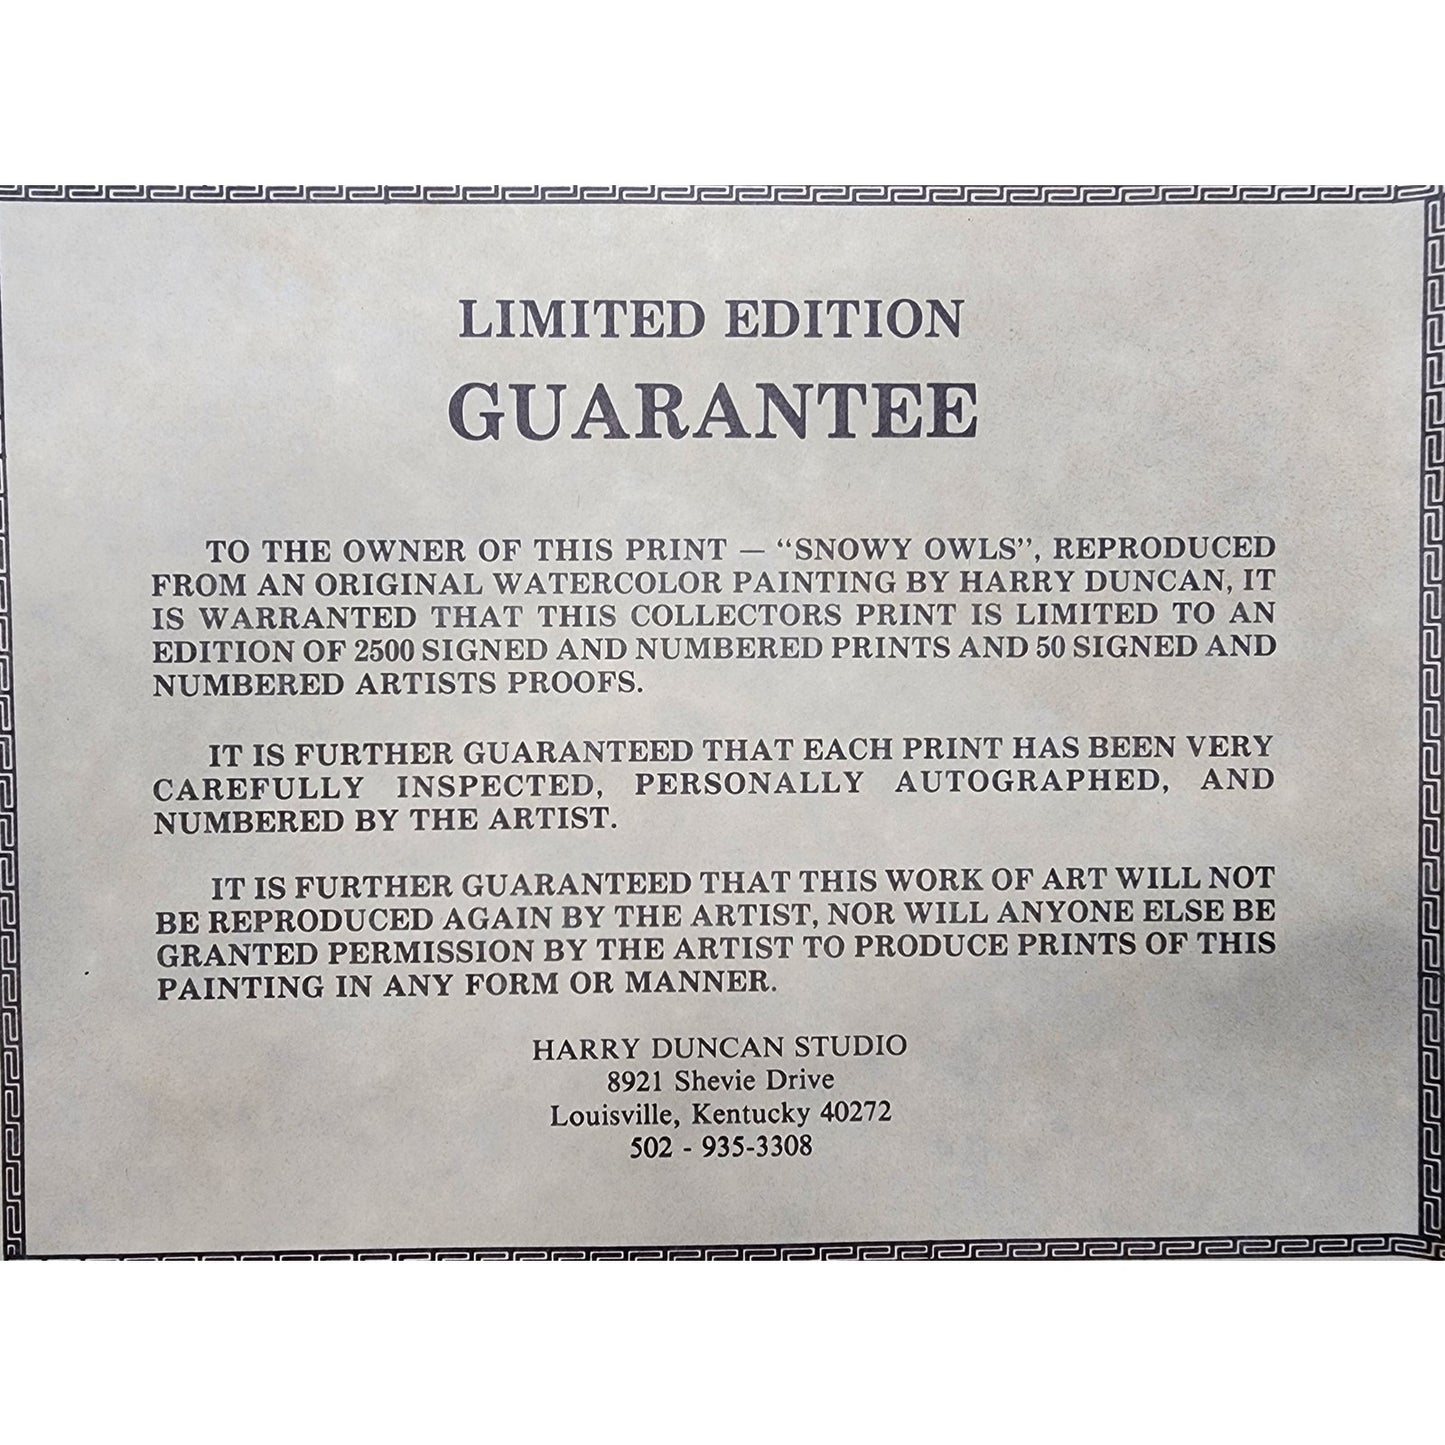 LIMITED EDITION
GUARANTEE
TO THE OWNER OF THIS PRINT — “SNOWY OWLS”, REPRODUCED
FROM AN ORIGINAL WATERCOLOR PAINTING BY HARRY DUNCAN, IT
IS WARRANTED THAT THIS COLLECTORS PRINT IS LIMITED TO AN
EDITION OF 2500 SIGNED AND NUMBERED PRINTS AND 50 SIGNED AND
NUMBERED ARTISTS PROOFS.
IT IS FURTHER GUARANTEED THAT EACH PRINT HAS BEEN VERY
CAREFULLY INSPECTED, PERSONALLY AUTOGRAPHED, AND
NUMBERED BY THE ARTIST.
IT IS FURTHER GUARANTEED THAT THIS WORK OF ART WILL NOT
BE REPRODUCED AGAIN BY THE ARTIST, NOR WILL ANYONE ELSE BE
GRANTED PERMISSION BY THE ARTIST TO PRODUCE PRINTS OF THIS
PAINTING IN ANY FORM OR MANNER.
HARRY DUNCAN STUDIO
8921 Shevie Drive
Louisville, Kentucky 40272
502 - 935-3308